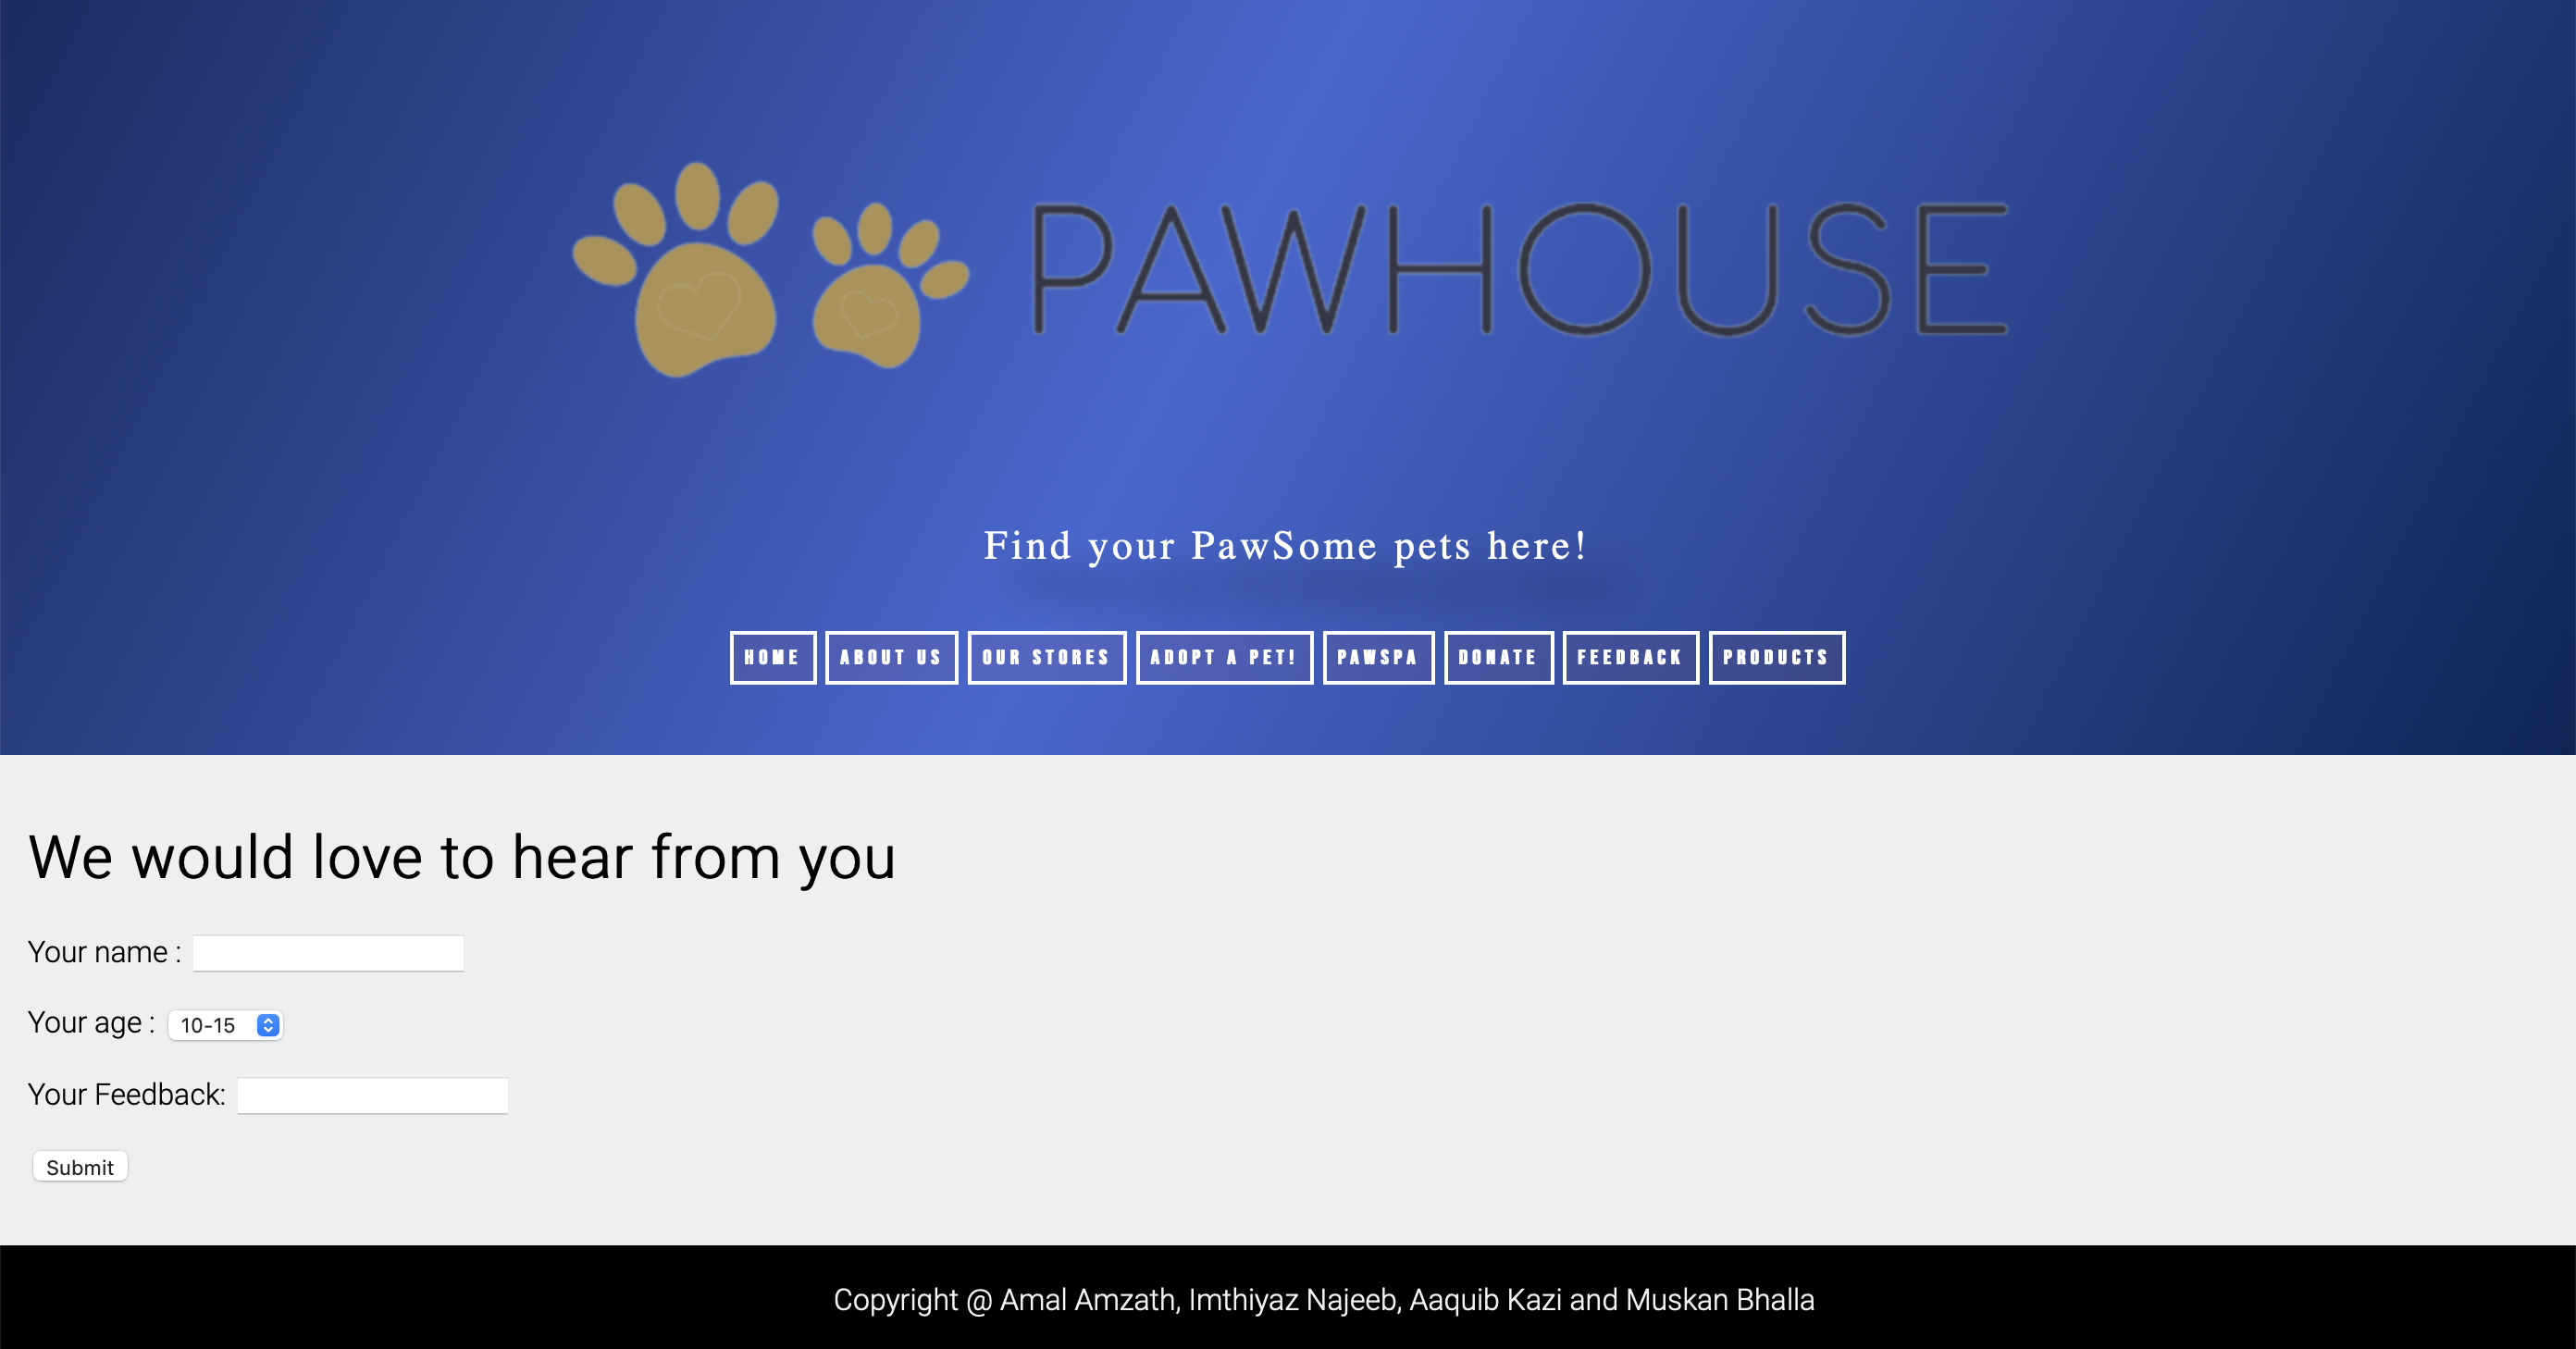 PAWHOUSE
Find your PawSome pets here!
HOME ABOUT US OUR STORES ADOPT A PET! PAWSPA DONATE FEEDBACK PRODUCTS
We would love to hear from you
Your name :
Your age : 10-15
Your Feedback:
Submit
Copyright @ Amal Amzath, Imthiyaz Najeeb, Aaquib Kazi and Muskan Bhalla